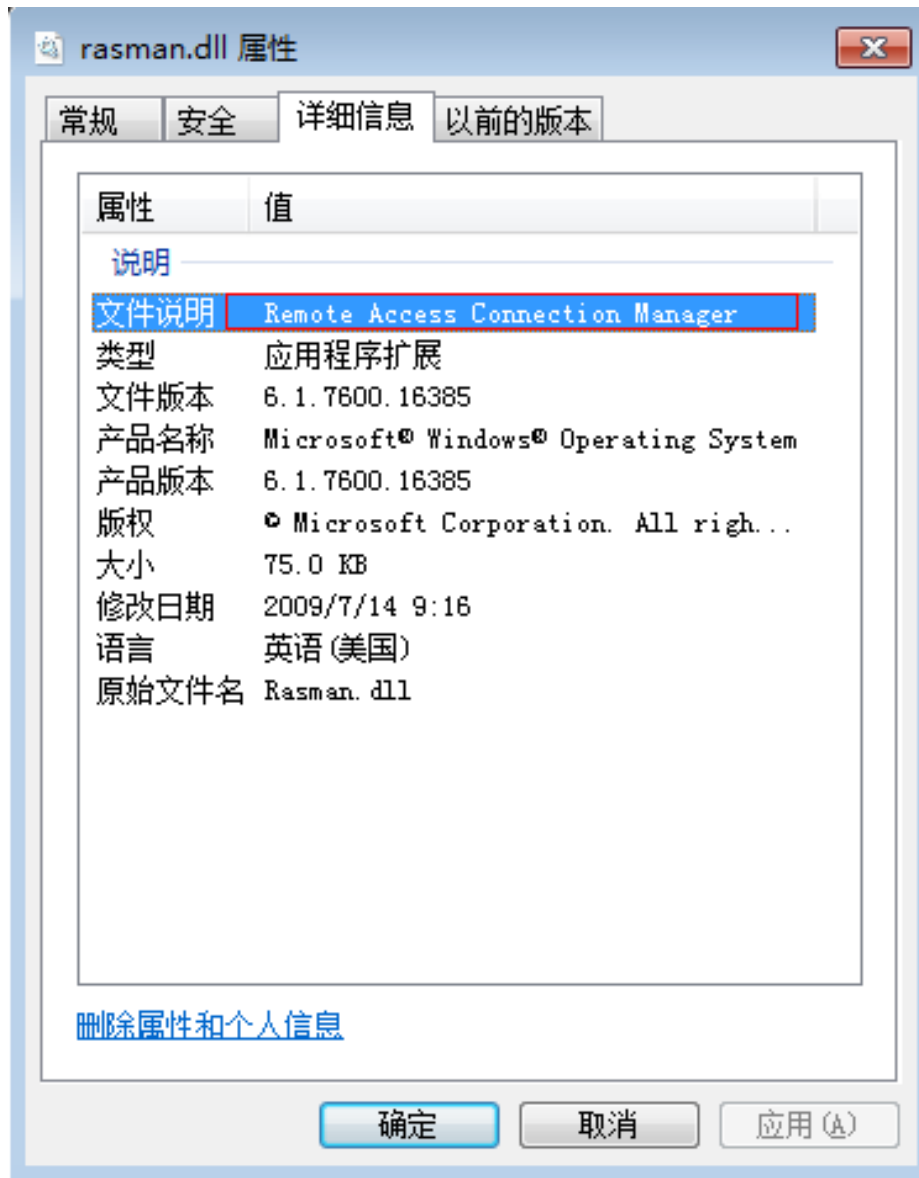 rasman.dll 属性
常规 安全 详细信息 以前的版本
属性 值
说明
文件说明 Remote Access Connection Manager
类型 应用程序扩展
文件版本 6.1.7600.16385
产品名称 Microsoft® Windows® Operating System
产品版本 6.1.7600.16385
版权 © Microsoft Corporation. All righ...
大小 75.0 KB
修改日期 2009/7/14 9:16
语言 英语(美国)
原始文件名 Rasman.dll
删除属性和个人信息
确定 取消 应用(A)